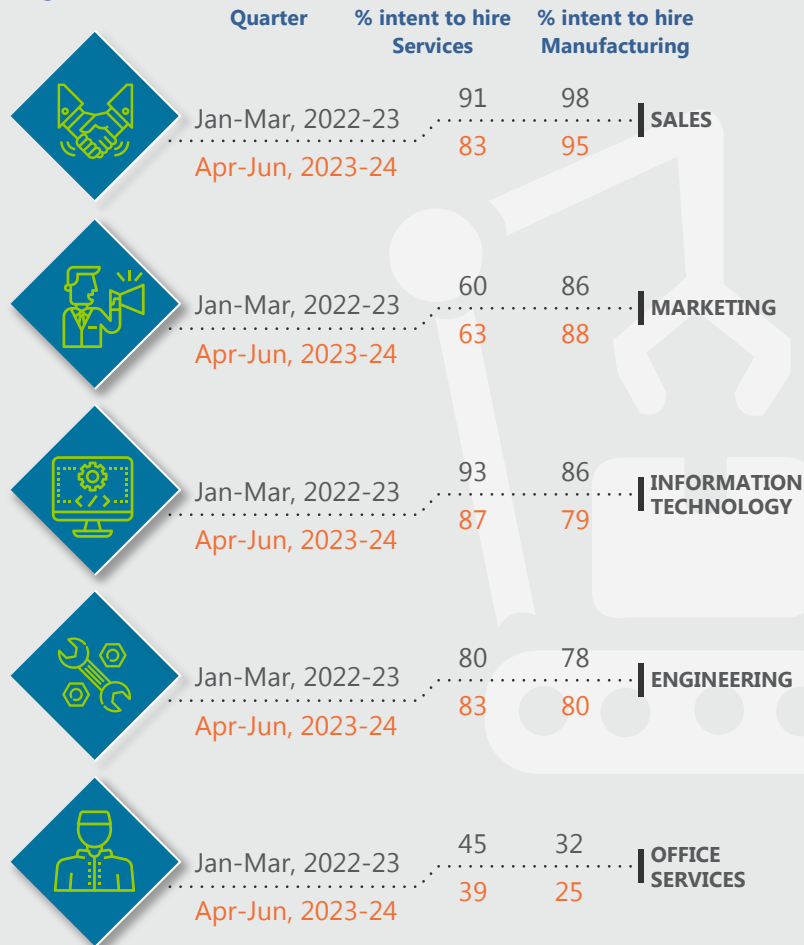 Quarter % intent to hire Services % intent to hire Manufacturing
Jan-Mar, 2022-23 91 98
Apr-Jun, 2023-24 83 95
SALES
Jan-Mar, 2022-23 60 86
Apr-Jun, 2023-24 63 88
MARKETING
Jan-Mar, 2022-23 93 86
Apr-Jun, 2023-24 87 79
INFORMATION
TECHNOLOGY
Jan-Mar, 2022-23 80 78
Apr-Jun, 2023-24 83 80
ENGINEERING
Jan-Mar, 2022-23 45 32
Apr-Jun, 2023-24 39 25
OFFICE
SERVICES